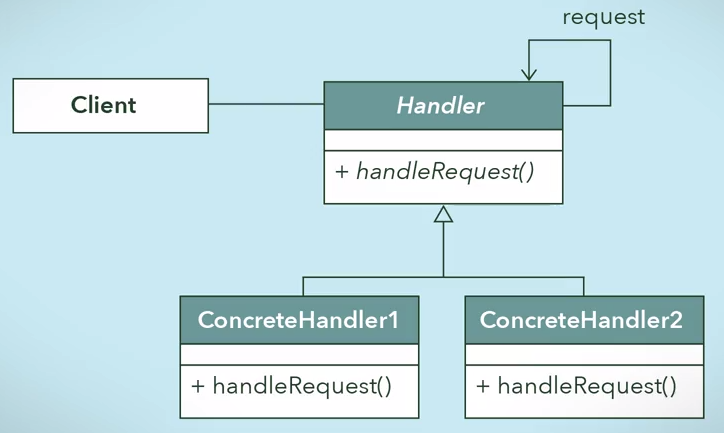 request
Client
Handler
+ handleRequest()
ConcreteHandler1
ConcreteHandler2
+ handleRequest()
+ handleRequest()